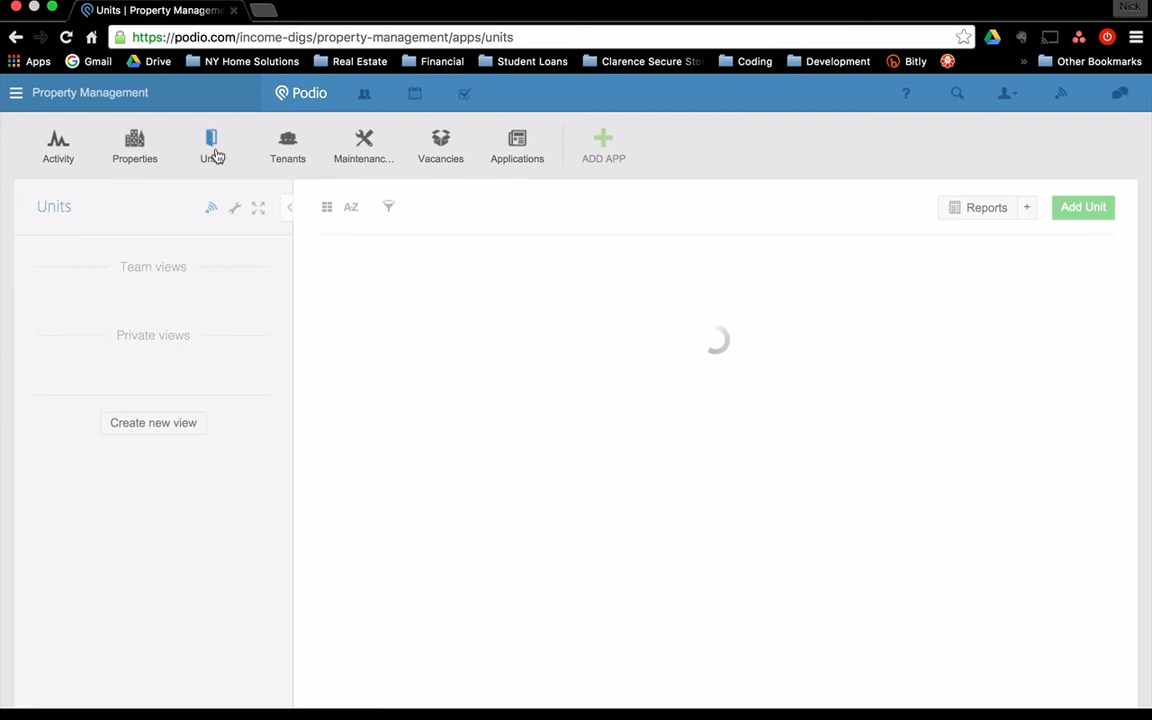 Units | Property Managem
Nick
https://podio.com/income-digs/property-management/apps/units
Apps Gmail Drive NY Home Solutions Real Estate Financial Student Loans Clarence Secure Sto Coding Development Bitly » Other Bookmarks
Property Management Podio ?
Activity Properties Tenants Maintenanc... Vacancies Applications ADD APP
Units A-Z Reports + Add Unit
Team views
Private views
Create new view